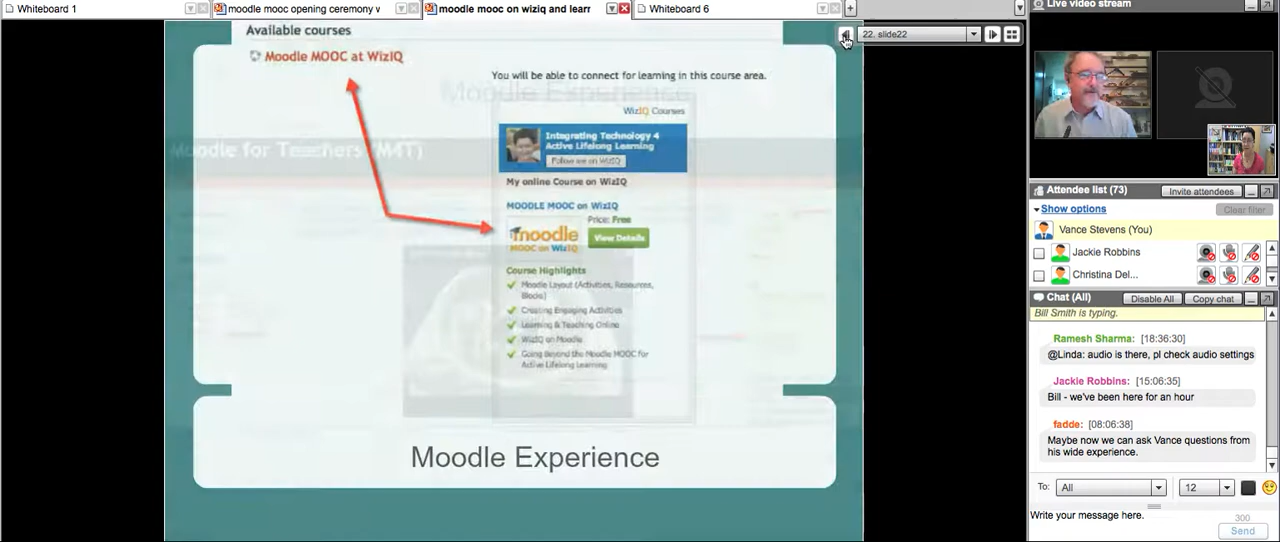 Whiteboard 1
moodle mooc opening ceremony v
moodle mooc on wiziq and learr
Whiteboard 6
Available courses
Moodle MOOC at WizIQ
22. slide22
You will be able to connect for learning in this course area.
Moodle Experience
WizIQ Courses
Moodle for Teachers (M4T)
Integrating Technology 4
Active Lifelong Learning
Follow me on WizIQ
My online Course on WizIQ
MOODLE MOOC on WizIQ
Price: Free
moodle
MOOC on WizIQ
View Details
Course Highlights
Moodle Layout (Activities, Resources,
Blocks)
Creating Engaging Activities
Learning & Teaching Online
WizIQ on Moodle
Going Beyond the Moodle MOOC for
Active Lifelong Learning
Moodle Experience
Live video stream
Attendee list (73)
Invite attendees
Show options
Clear filter
Vance Stevens (You)
Jackie Robbins
Christina Del...
Chat (All)
Disable All
Copy chat
Bill Smith is typing.
Ramesh Sharma: [18:36:30]
@Linda: audio is there, pl check audio settings
Jackie Robbins: [15:06:35]
Bill - we've been here for an hour
fadde: [08:06:38]
Maybe now we can ask Vance questions from
his wide experience.
To:
All
12
Write your message here.
300
Send